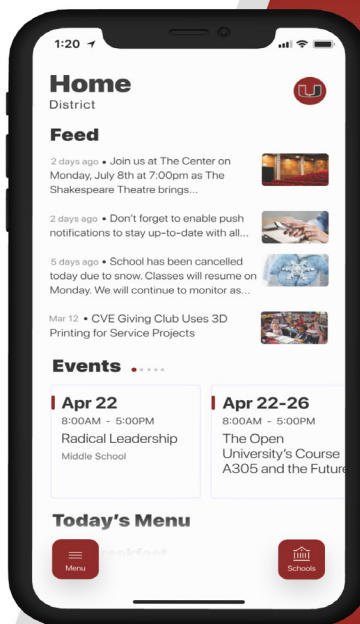 1:20
Home
District
U
Feed
2 days ago • Join us at The Center on
Monday, July 8th at 7:00pm as The
Shakespeare Theatre brings...
2 days ago • Don't forget to enable push
notifications to stay up-to-date with all...
5 days ago • School has been cancelled
today due to snow. Classes will resume on
Monday. We will continue to monitor as...
Mar 12 • CVE Giving Club Uses 3D
Printing for Service Projects
Events
Apr 22
8:00AM - 5:00PM
Radical Leadership
Middle School
Apr 22-26
8:00AM - 5:00PM
The Open
University's Course
A305 and the Future
Today's Menu
Breakfast
Menu
Schools